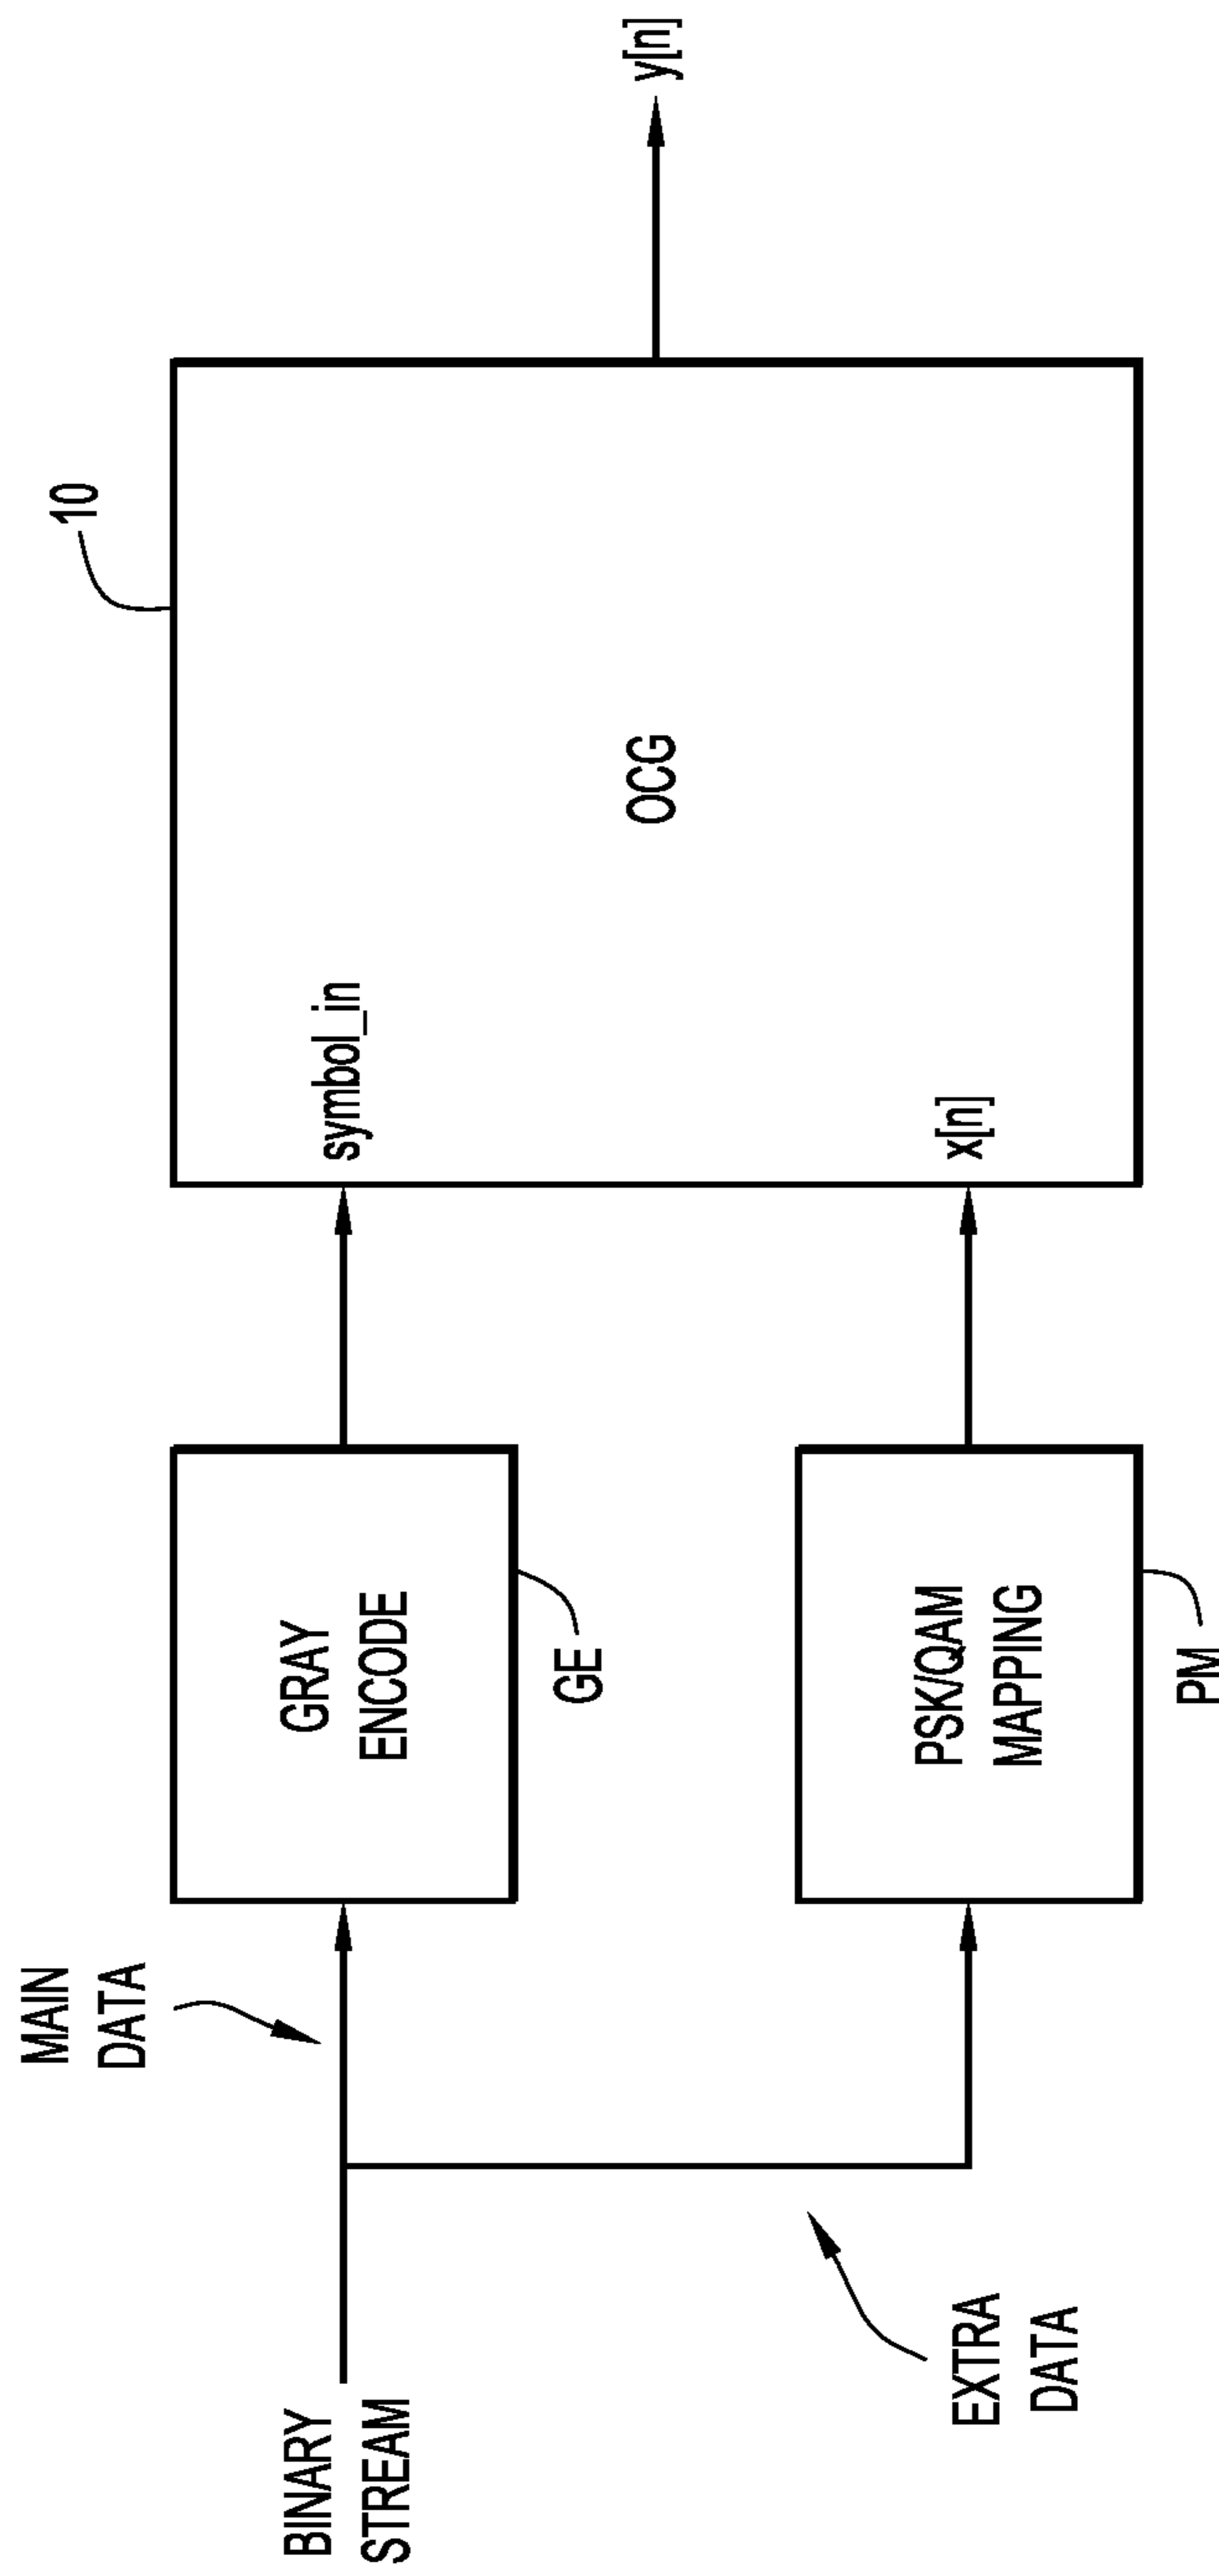 BINARY
STREAM
MAIN
DATA
EXTRA
DATA
GRAY
ENCODE
GE
PSK/QAM
MAPPING
PM
symbol_in
x[n]
OCG
10
y[n]